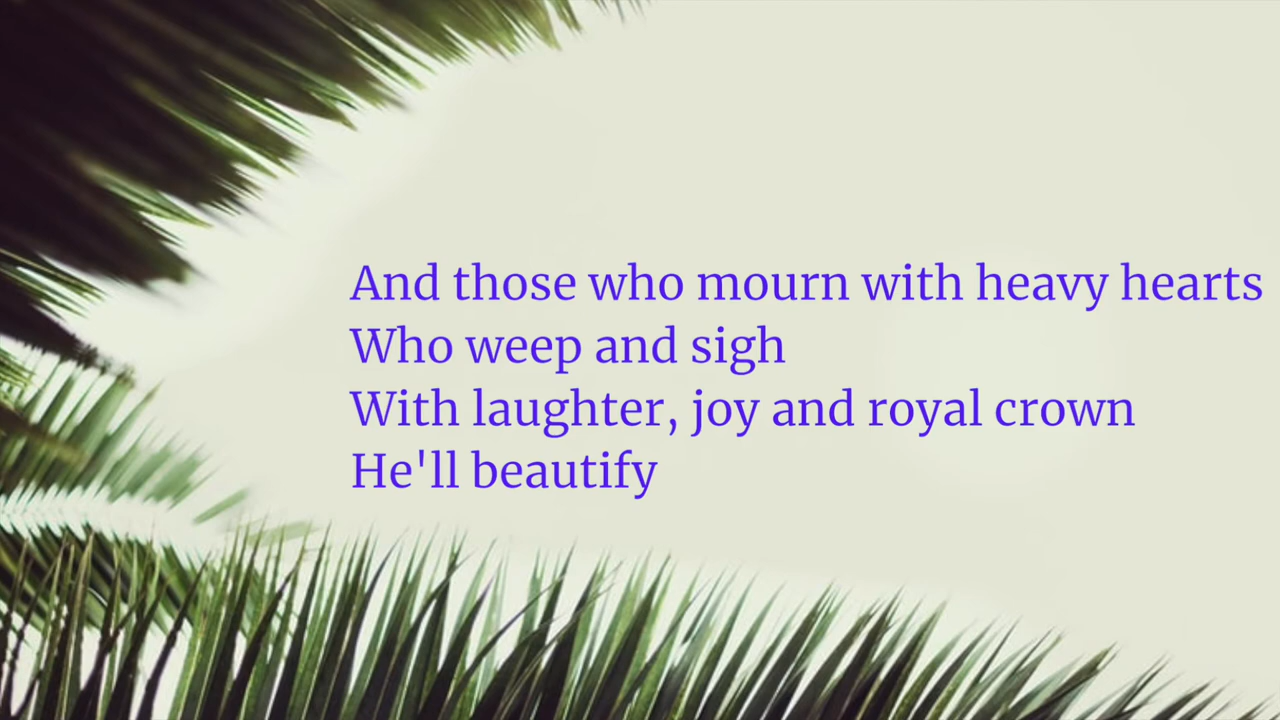 And those who mourn with heavy hearts
Who weep and sigh
With laughter, joy and royal crown
He'll beautify